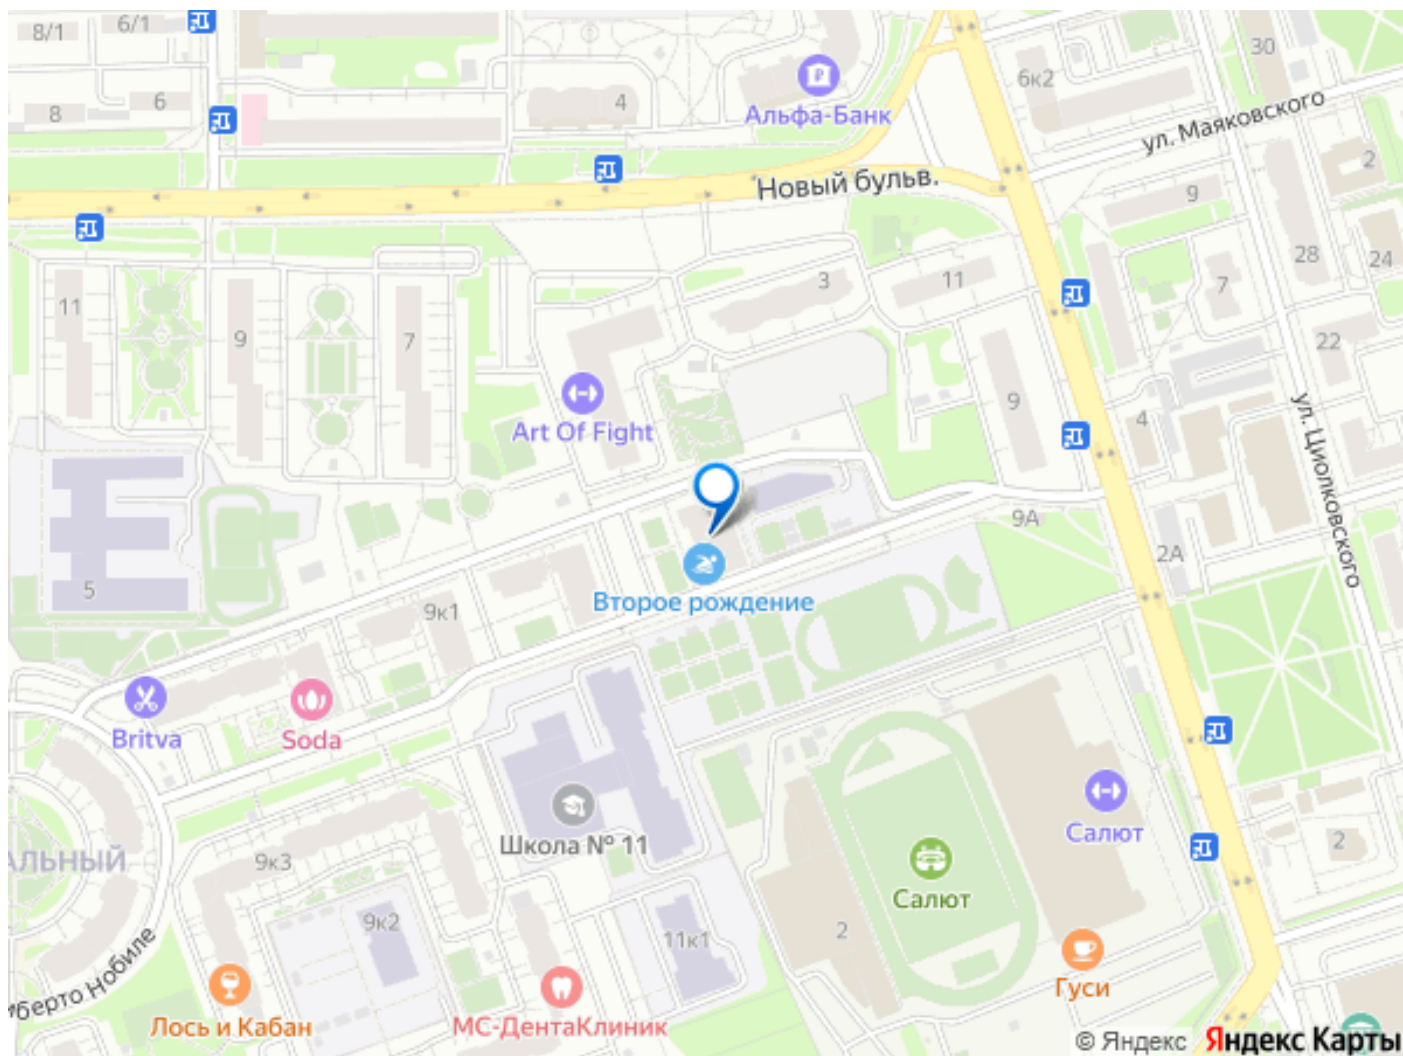 8/1
6/1
30
6к2
8
6
4
Альфа-Банк
ул. Маяковского
2
Новый бульв.
9
28
24
11
3
11
7
9
7
22
Art Of Fight
9
4
ул. Циолковского
9А
2А
5
9к1
Второе рождение
Britva
Soda
Школа № 11
Салют
2
АЛЬНЫЙ
9к3
Салют
9к2
11к1
2
берто Нобиле
Гуси
Лось и Кабан
МС-ДентаКлиник
© Яндекс Яндекс Карты